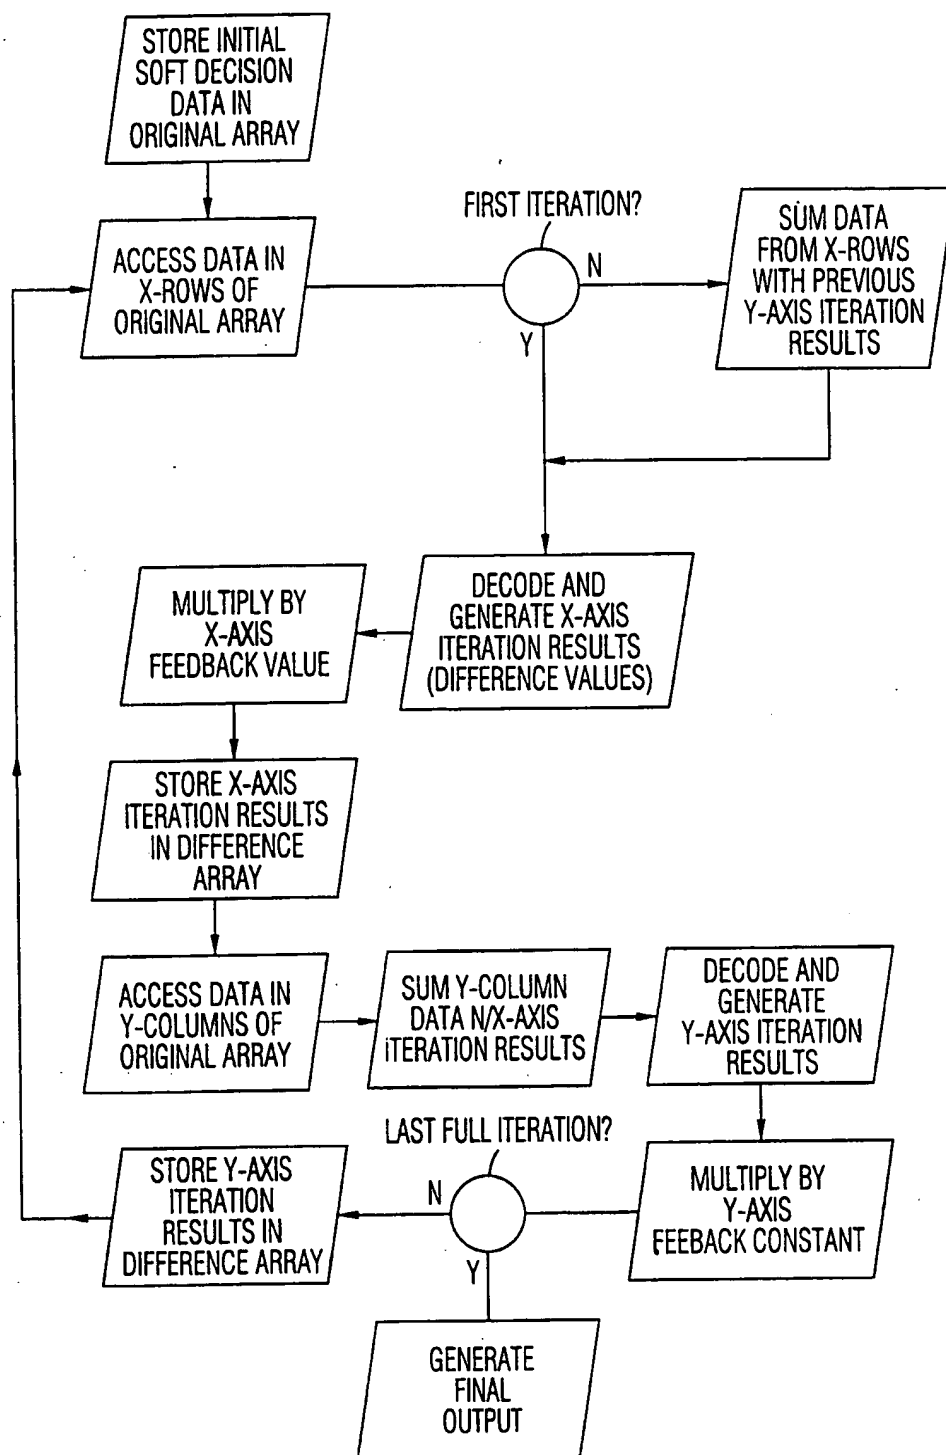 STORE INITIAL
SOFT DECISION
DATA IN
ORIGINAL ARRAY
ACCESS DATA IN
X-ROWS OF
ORIGINAL ARRAY
FIRST ITERATION?
N
Y
SUM DATA
FROM X-ROWS
WITH PREVIOUS
Y-AXIS ITERATION
RESULTS
DECODE AND
GENERATE X-AXIS
ITERATION RESULTS
(DIFFERENCE VALUES)
MULTIPLY BY
X-AXIS
FEEDBACK VALUE
STORE X-AXIS
ITERATION RESULTS
IN DIFFERENCE
ARRAY
ACCESS DATA IN
Y-COLUMNS OF
ORIGINAL ARRAY
SUM Y-COLUMN
DATA N/X-AXIS
ITERATION RESULTS
DECODE AND
GENERATE
Y-AXIS ITERATION
RESULTS
MULTIPLY BY
Y-AXIS
FEEBACK CONSTANT
LAST FULL ITERATION?
N
Y
STORE Y-AXIS
ITERATION
RESULTS IN
DIFFERENCE ARRAY
GENERATE
FINAL
OUTPUT